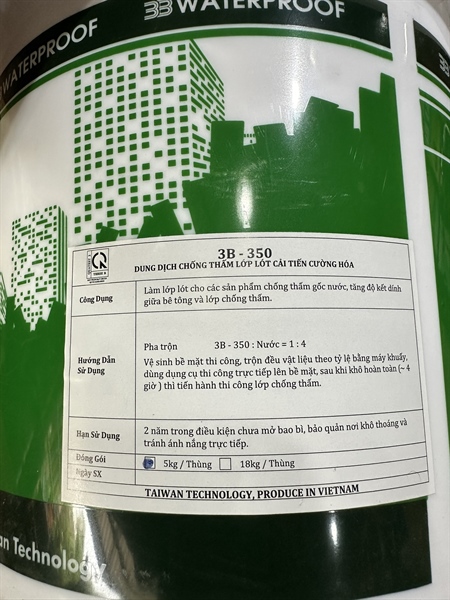 3B WATERPROOF
3B WATERPROOF
3B
3B - 350
DUNG DỊCH CHỐNG THẤM LỚP LÓT CẢI TIẾN CƯỜNG HÓA
Công Dụng
Làm lớp lót cho các sản phẩm chống thấm gốc nước, tăng độ kết dính
giữa bê tông và lớp chống thấm.
Hướng Dẫn
Sử Dụng
Pha trộn 3B - 350 : Nước = 1 : 4
Vệ sinh bề mặt thi công, trộn đều vật liệu theo tỷ lệ bằng máy khuấy,
dùng dụng cụ thi công trực tiếp lên bề mặt, sau khi khô hoàn toàn (~ 4
giờ ) thì tiến hành thi công lớp chống thấm.
Hạn Sử Dụng
2 năm trong điều kiện chưa mở bao bì, bảo quản nơi khô thoáng và
tránh ánh nắng trực tiếp.
Đóng Gói
5kg / Thùng 18kg / Thùng
Ngày SX
TAIWAN TECHNOLOGY, PRODUCE IN VIETNAM
an Technology